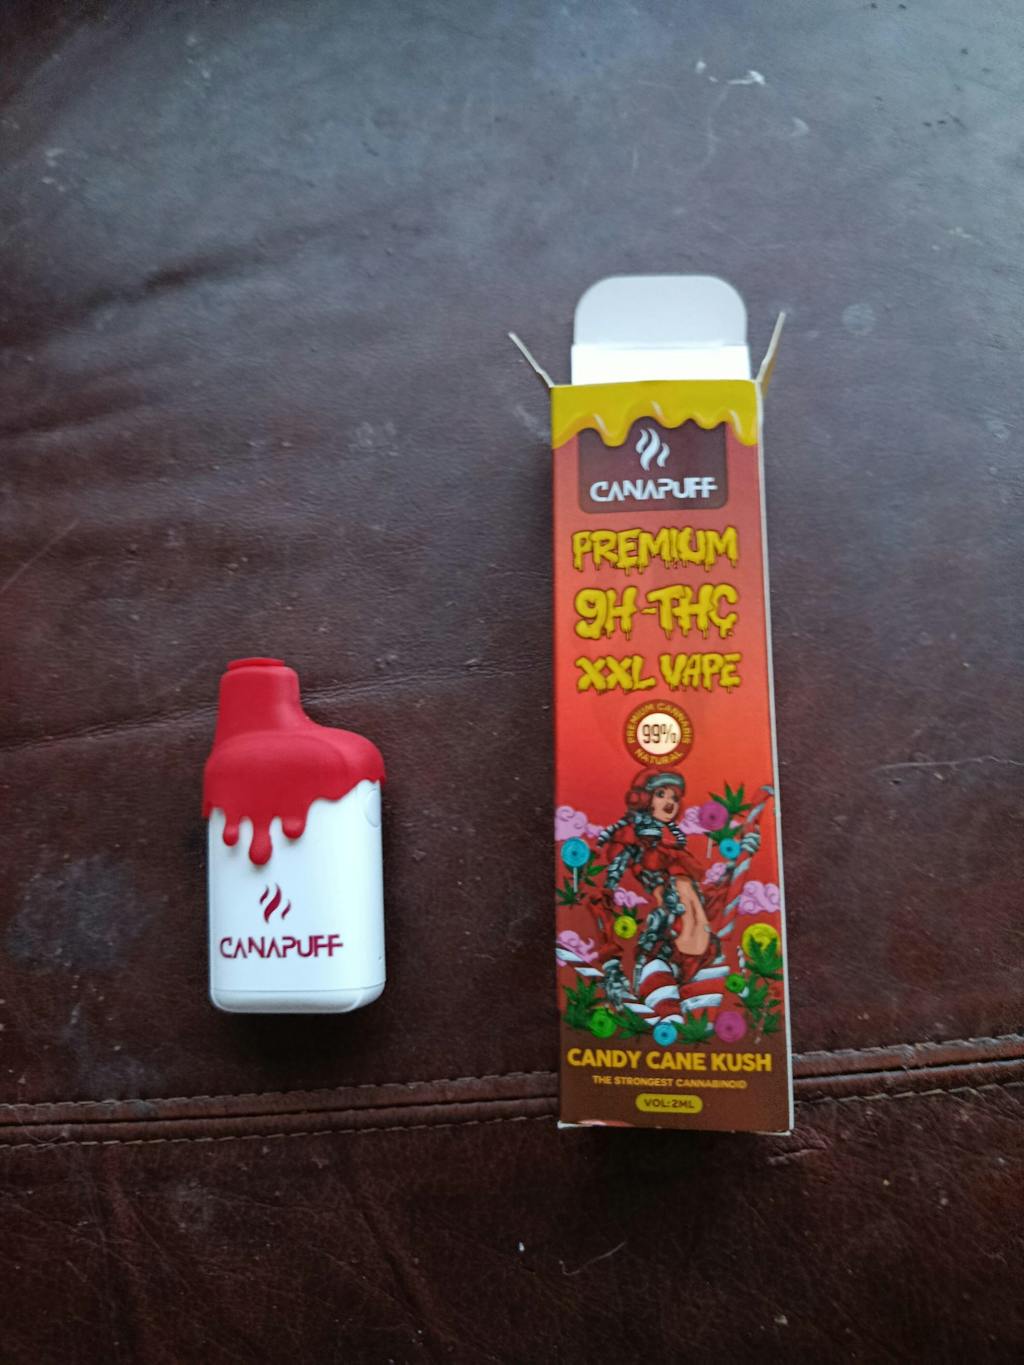 CANAPUFF
CANAPUFF
PREMIUM
9H-THC
XXL VAPE
PREMIUM CANNABIS
99%
NATURAL
CANDY CANE KUSH
THE STRONGEST CANNABINOID
VOL:2ML